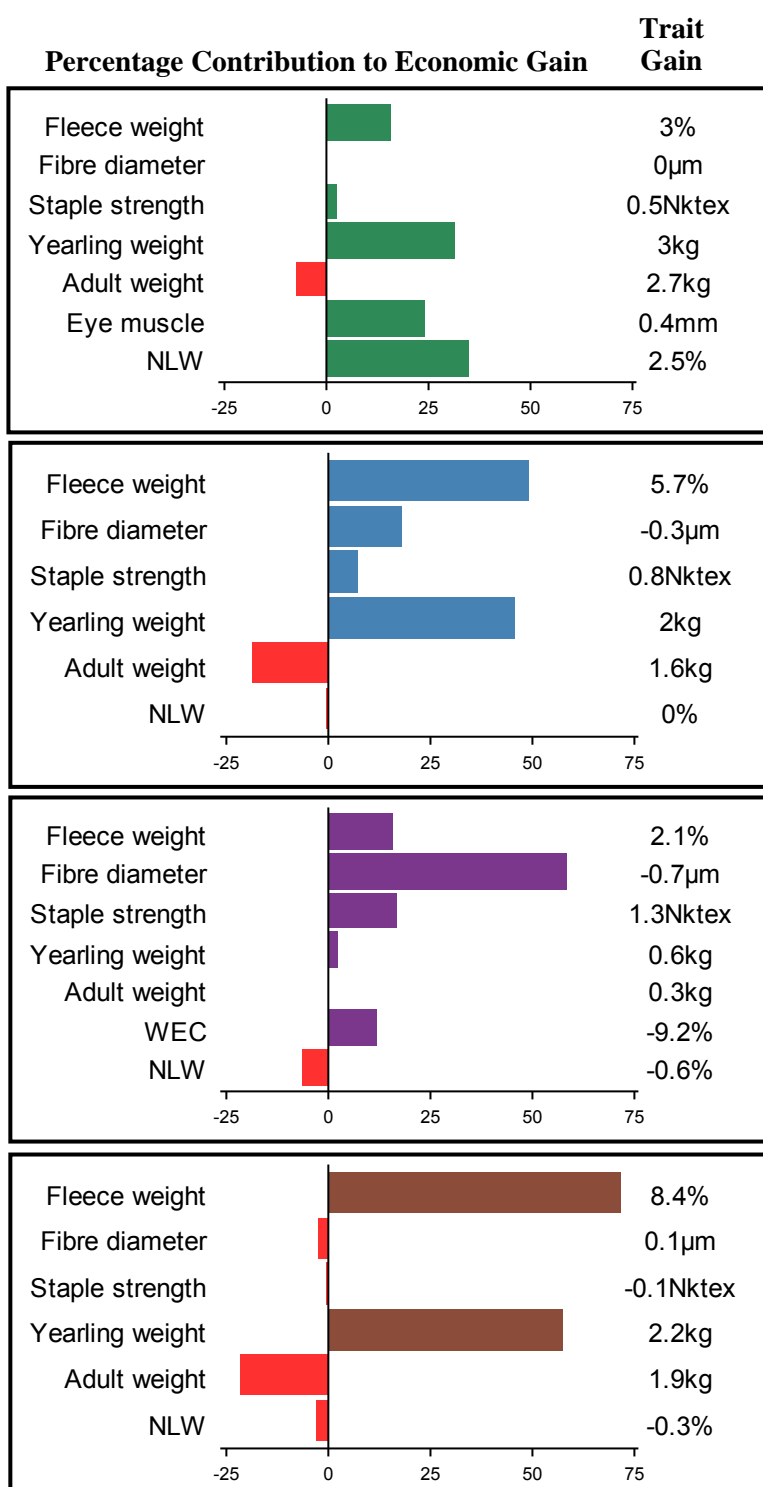 Percentage Contribution to Economic Gain Trait Gain
Fleece weight 3%
Fibre diameter 0µm
Staple strength 0.5Nktex
Yearling weight 3kg
Adult weight 2.7kg
Eye muscle 0.4mm
NLW 2.5%
-25 0 25 50 75
Fleece weight 5.7%
Fibre diameter -0.3µm
Staple strength 0.8Nktex
Yearling weight 2kg
Adult weight 1.6kg
NLW 0%
-25 0 25 50 75
Fleece weight 2.1%
Fibre diameter -0.7µm
Staple strength 1.3Nktex
Yearling weight 0.6kg
Adult weight 0.3kg
WEC -9.2%
NLW -0.6%
-25 0 25 50 75
Fleece weight 8.4%
Fibre diameter 0.1µm
Staple strength -0.1Nktex
Yearling weight 2.2kg
Adult weight 1.9kg
NLW -0.3%
-25 0 25 50 75